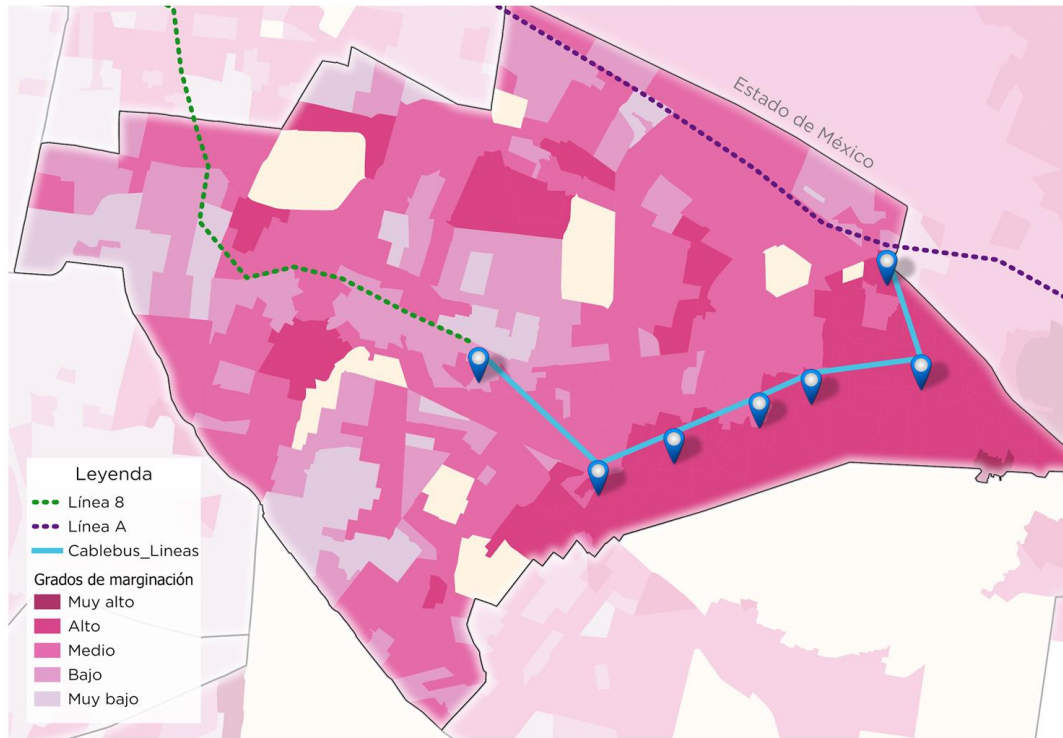 Estado de México
Leyenda
Línea 8
Línea A
Cablebus_Lineas
Grados de marginación
Muy alto
Alto
Medio
Bajo
Muy bajo